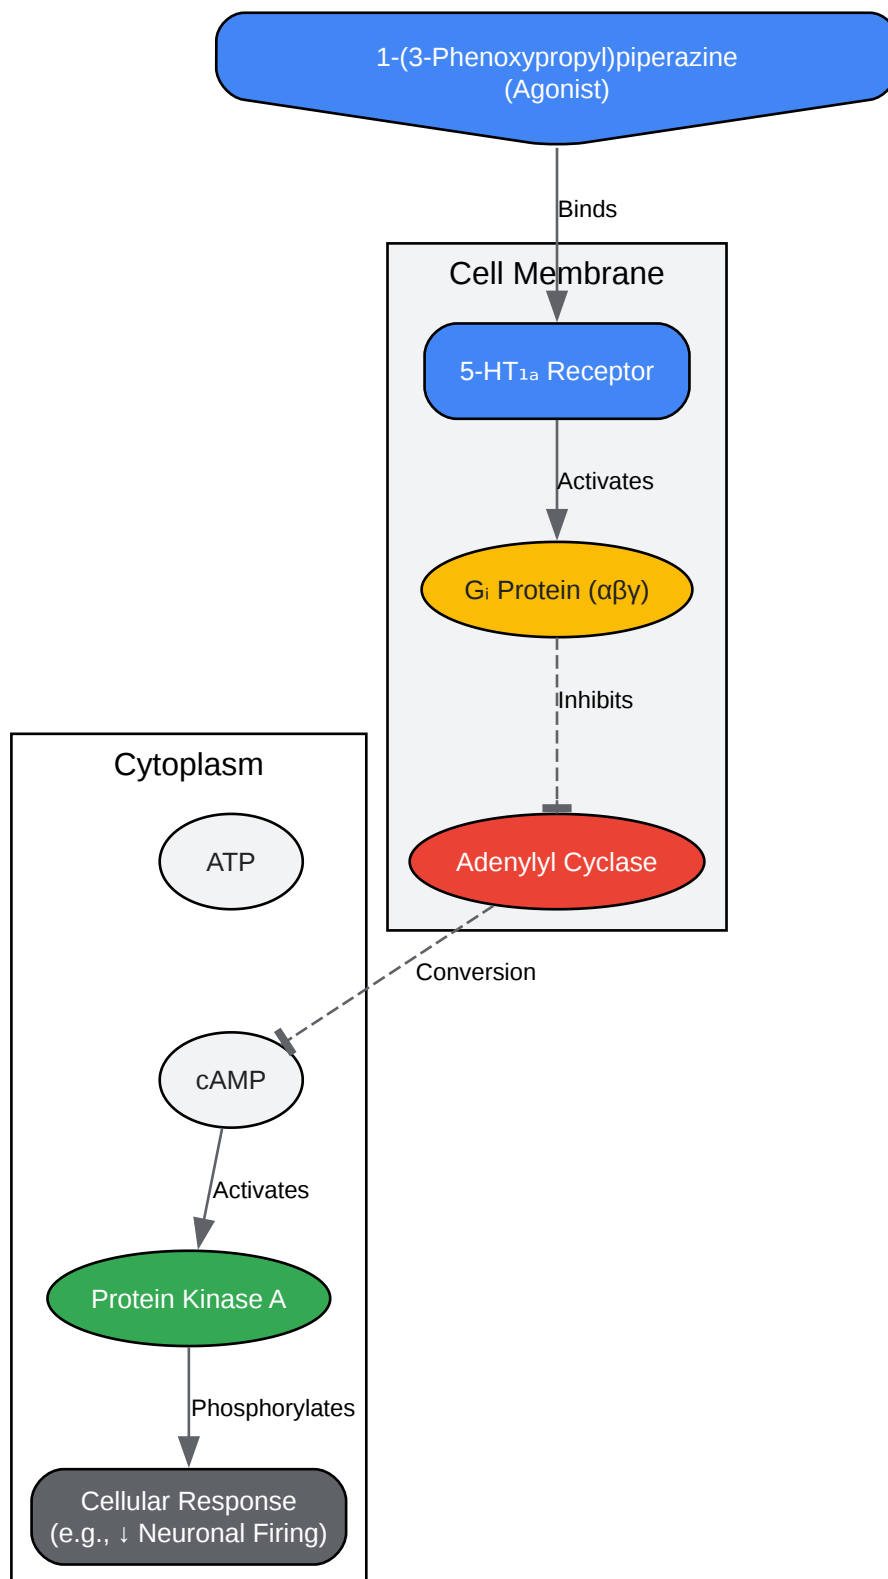 1-(3-Phenoxypropyl)piperazine
(Agonist)
Binds
Cell Membrane
5-HT₁ₐ Receptor
Activates
Gᵢ Protein (αβγ)
Inhibits
Cytoplasm
ATP
Adenylyl Cyclase
Conversion
cAMP
Activates
Protein Kinase A
Phosphorylates
Cellular Response
(e.g., ↓ Neuronal Firing)